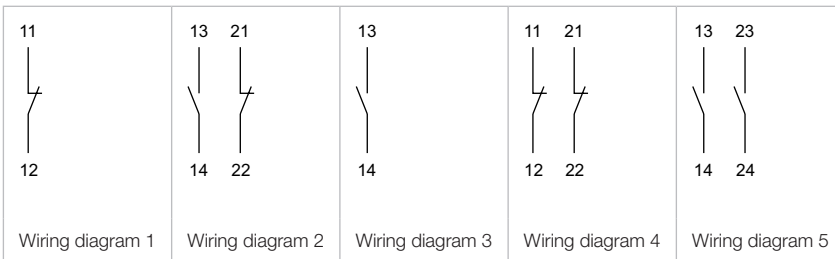 11
12
Wiring diagram 1
13 21
14 22
Wiring diagram 2
13
14
Wiring diagram 3
11 21
12 22
Wiring diagram 4
13 23
14 24
Wiring diagram 5